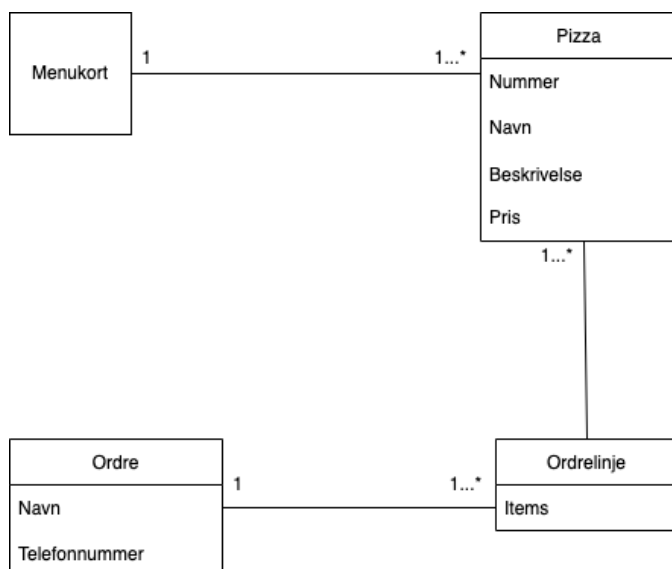 Menukort
1
1...*
Pizza
Nummer
Navn
Beskrivelse
Pris
1...*
Ordre
Navn
Telefonnummer
1
1...*
Ordrelinje
Items